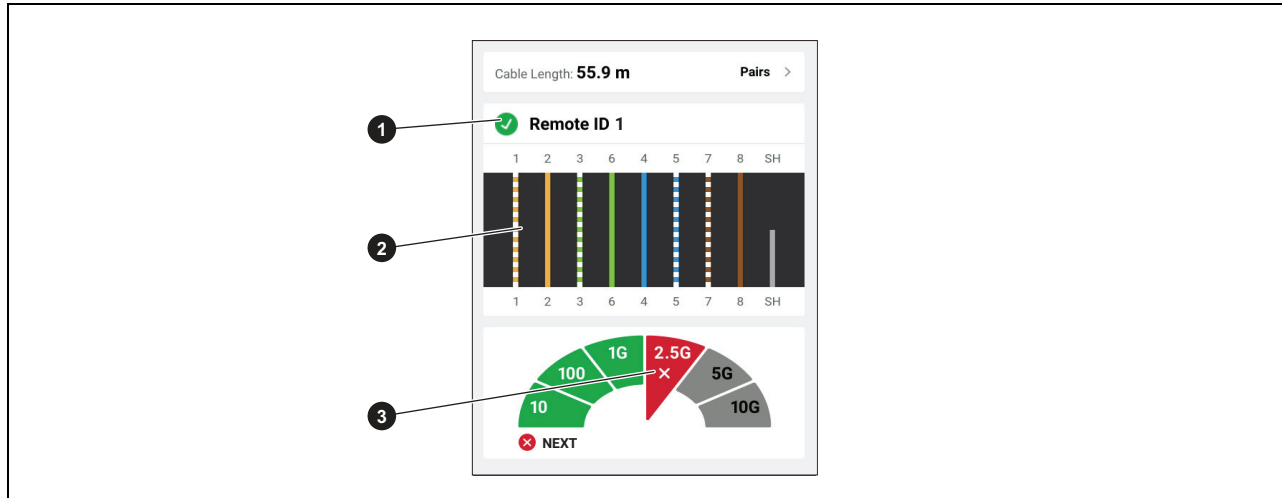 Cable Length: 55.9 m Pairs >
1 Remote ID 1
1 2 3 6 4 5 7 8 SH
2
1 2 3 6 4 5 7 8 SH
1G 2.5G
100 5G
3 10 10G
NEXT